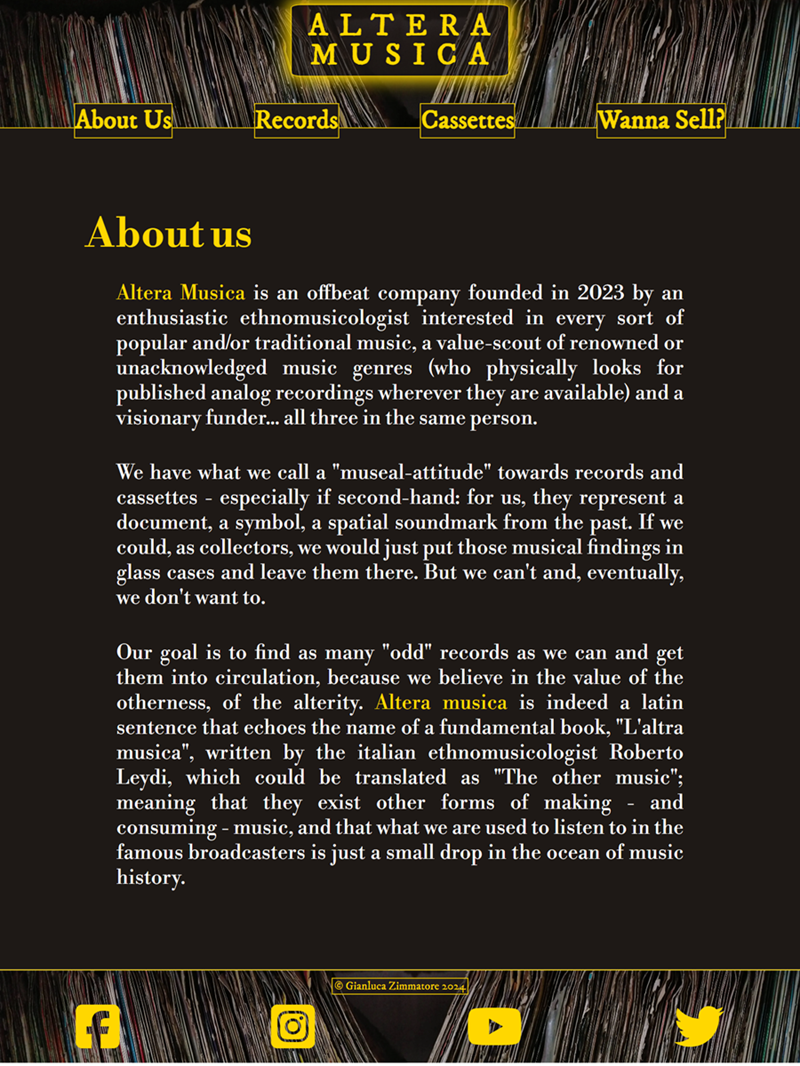 ALTERA
MUSICA
About Us
Records
Cassettes
Wanna Sell?
About us
Altera Musica is an offbeat company founded in 2023 by an
enthusiastic ethnomusicologist interested in every sort of
popular and/or traditional music, a value-scout of renowned or
unacknowledged music genres (who physically looks for
published analog recordings wherever they are available) and a
visionary funder... all three in the same person.
We have what we call a "museal-attitude" towards records and
cassettes - especially if second-hand: for us, they represent a
document, a symbol, a spatial soundmark from the past. If we
could, as collectors, we would just put those musical findings in
glass cases and leave them there. But we can't and, eventually,
we don't want to.
Our goal is to find as many "odd" records as we can and get
them into circulation, because we believe in the value of the
otherness, of the alterity. Altera musica is indeed a latin
sentence that echoes the name of a fundamental book, "L'altra
musica", written by the italian ethnomusicologist Roberto
Leydi, which could be translated as "The other music";
meaning that they exist other forms of making - and
consuming - music, and that what we are used to listen to in the
famous broadcasters is just a small drop in the ocean of music
history.
© Gianluca Zimmatore 2024